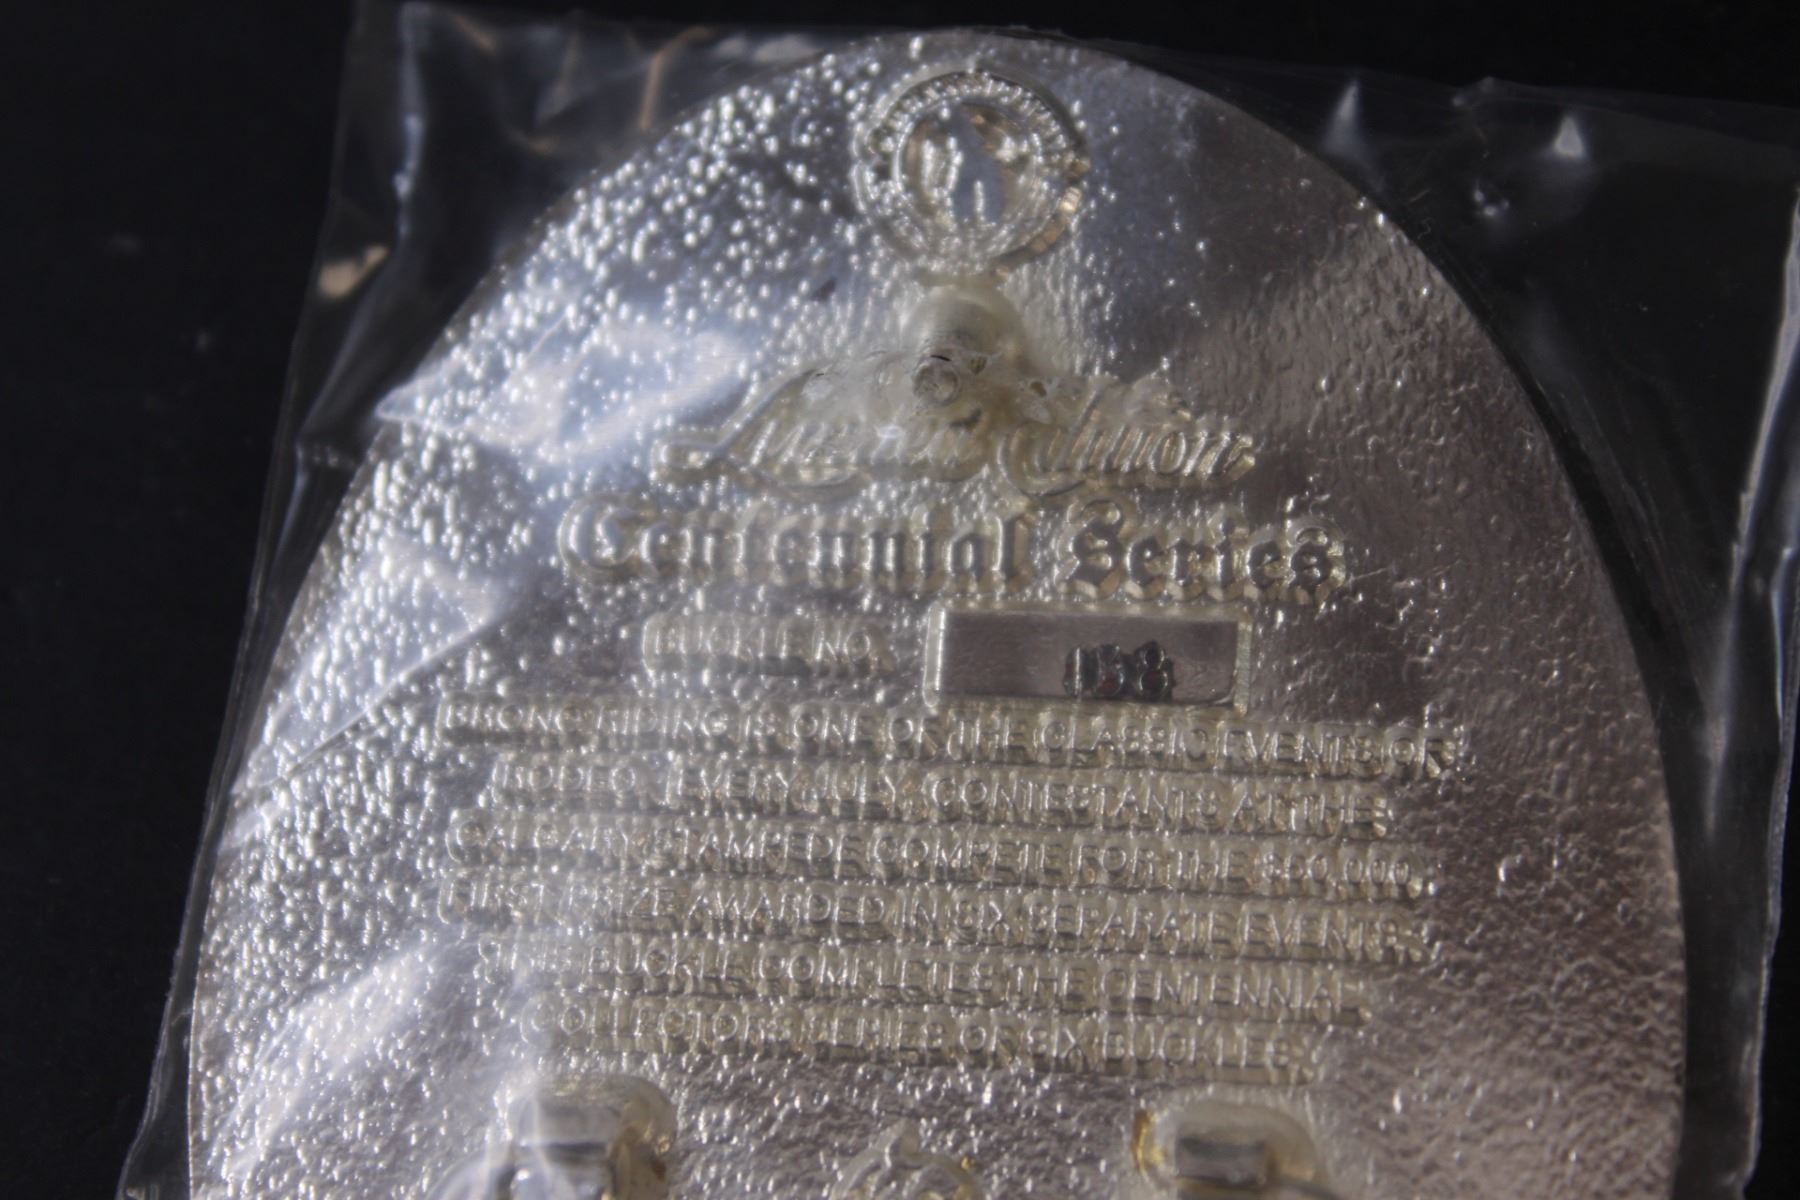 Limited Edition
Centennial Series
BUCKLE NO.
BRONC RIDING IS ONE OF THE CLASSIC EVENTS OF
RODEO. EVERY JULY, CONTESTANTS AT THE
CALGARY STAMPEDE COMPETE FOR THE $50,000.
FIRST PRIZE AWARDED IN SIX SEPARATE EVENTS.
THIS BUCKLE COMPLETES THE CENTENNIAL
COLLECTORS SERIES OF SIX BUCKLES.